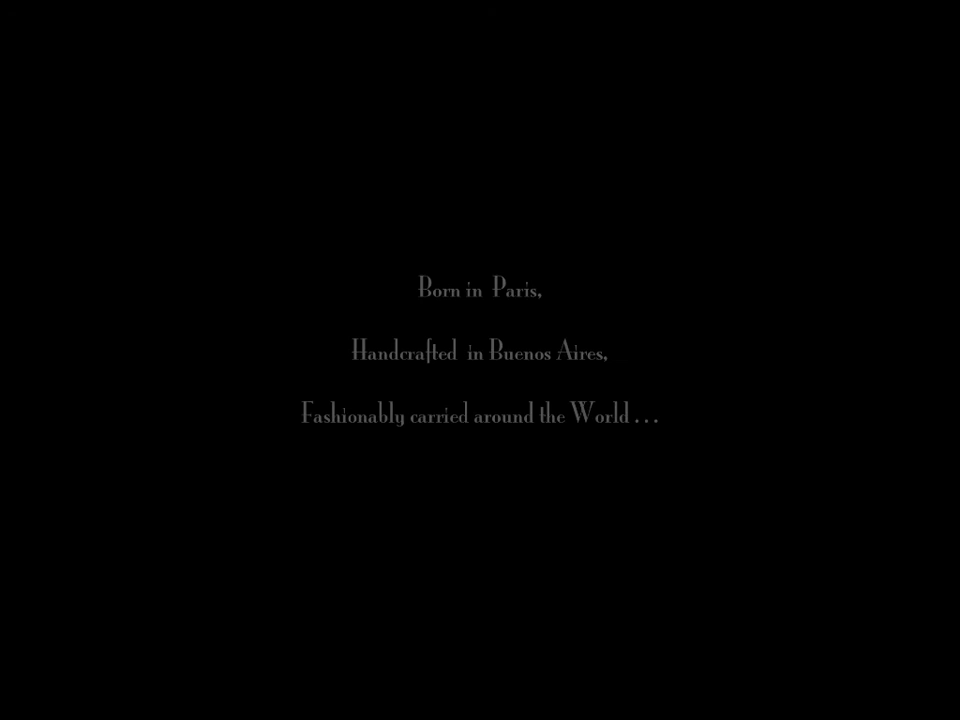 Born in Paris,
Handcrafted in Buenos Aires,
Fashionably carried around the World . . .